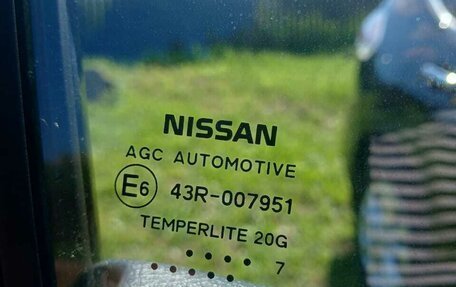 NISSAN
AGC AUTOMOTIVE
E6 43R-007951
TEMPERLITE 20G
7